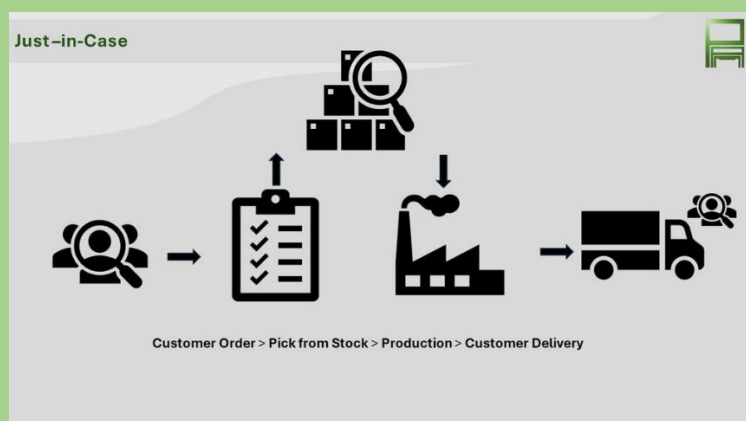 Just–in-Case
Customer Order > Pick from Stock > Production > Customer Delivery